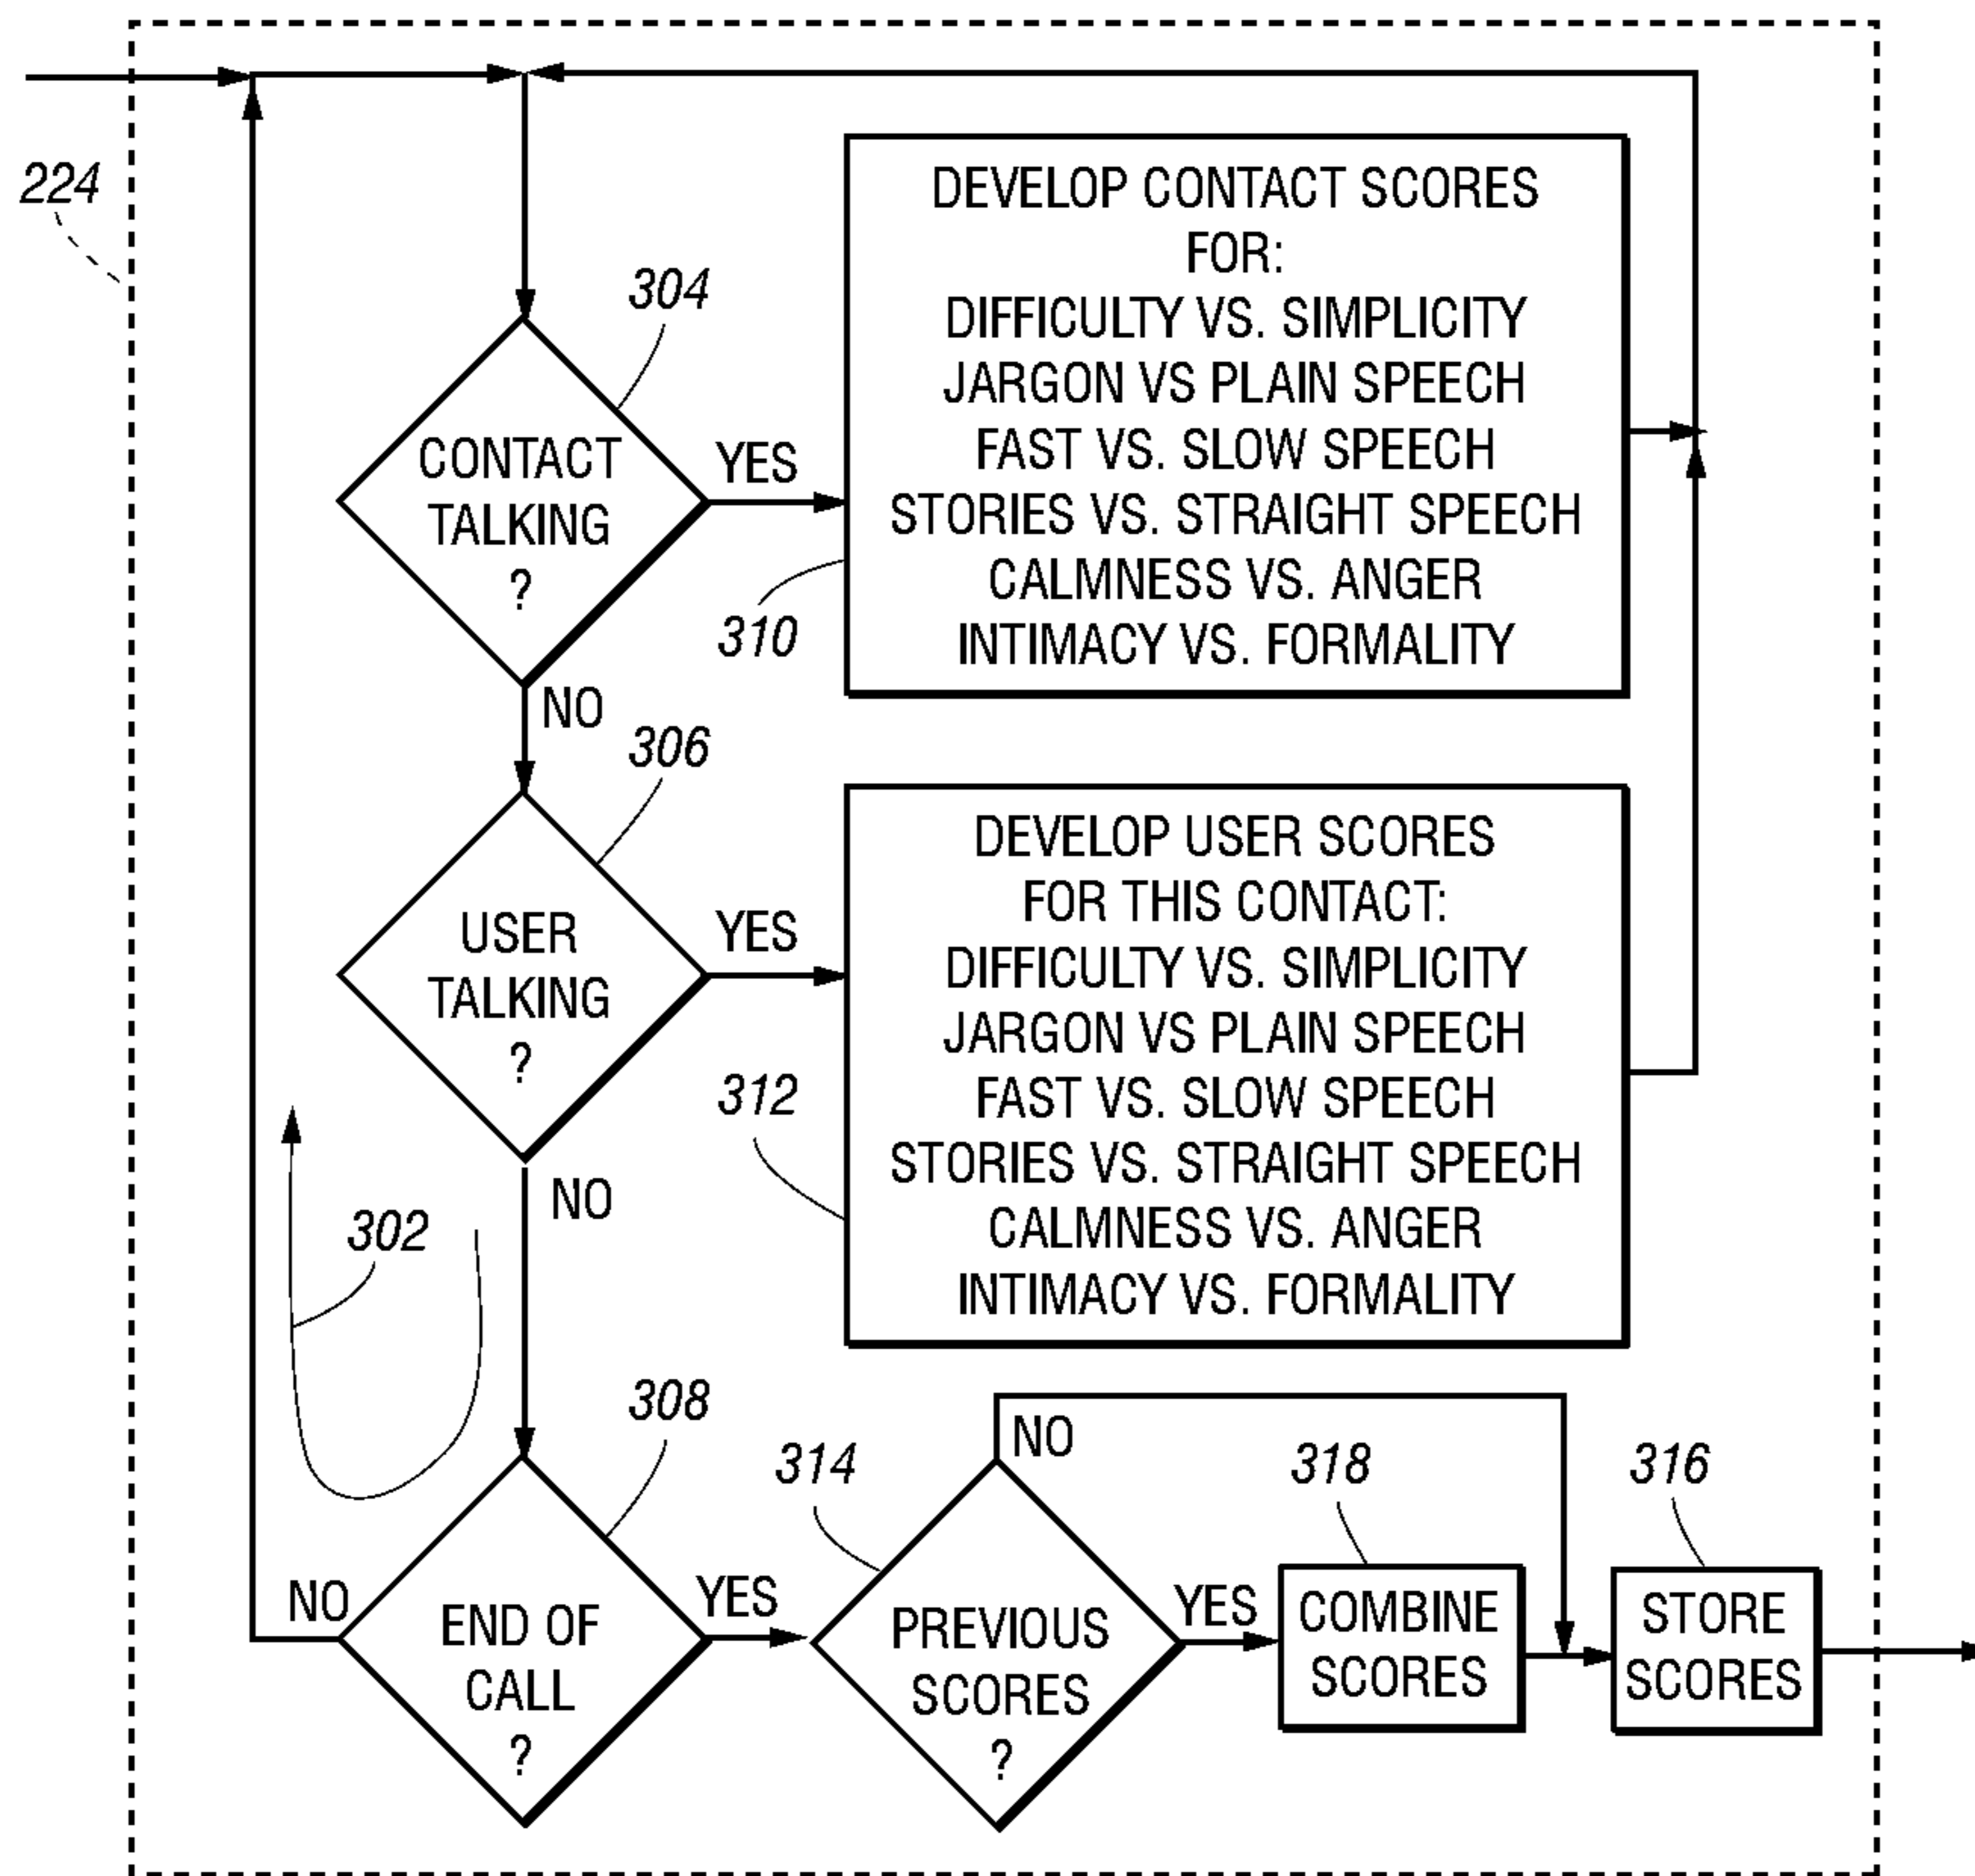 224
304
CONTACT
TALKING
?
YES
NO
DEVELOP CONTACT SCORES
FOR:
DIFFICULTY VS. SIMPLICITY
JARGON VS PLAIN SPEECH
FAST VS. SLOW SPEECH
STORIES VS. STRAIGHT SPEECH
CALMNESS VS. ANGER
INTIMACY VS. FORMALITY
310
306
USER
TALKING
?
YES
NO
DEVELOP USER SCORES
FOR THIS CONTACT:
DIFFICULTY VS. SIMPLICITY
JARGON VS PLAIN SPEECH
FAST VS. SLOW SPEECH
STORIES VS. STRAIGHT SPEECH
CALMNESS VS. ANGER
INTIMACY VS. FORMALITY
312
302
308
END OF
CALL
?
NO
YES
314
PREVIOUS
SCORES
?
NO
YES
318
COMBINE
SCORES
316
STORE
SCORES